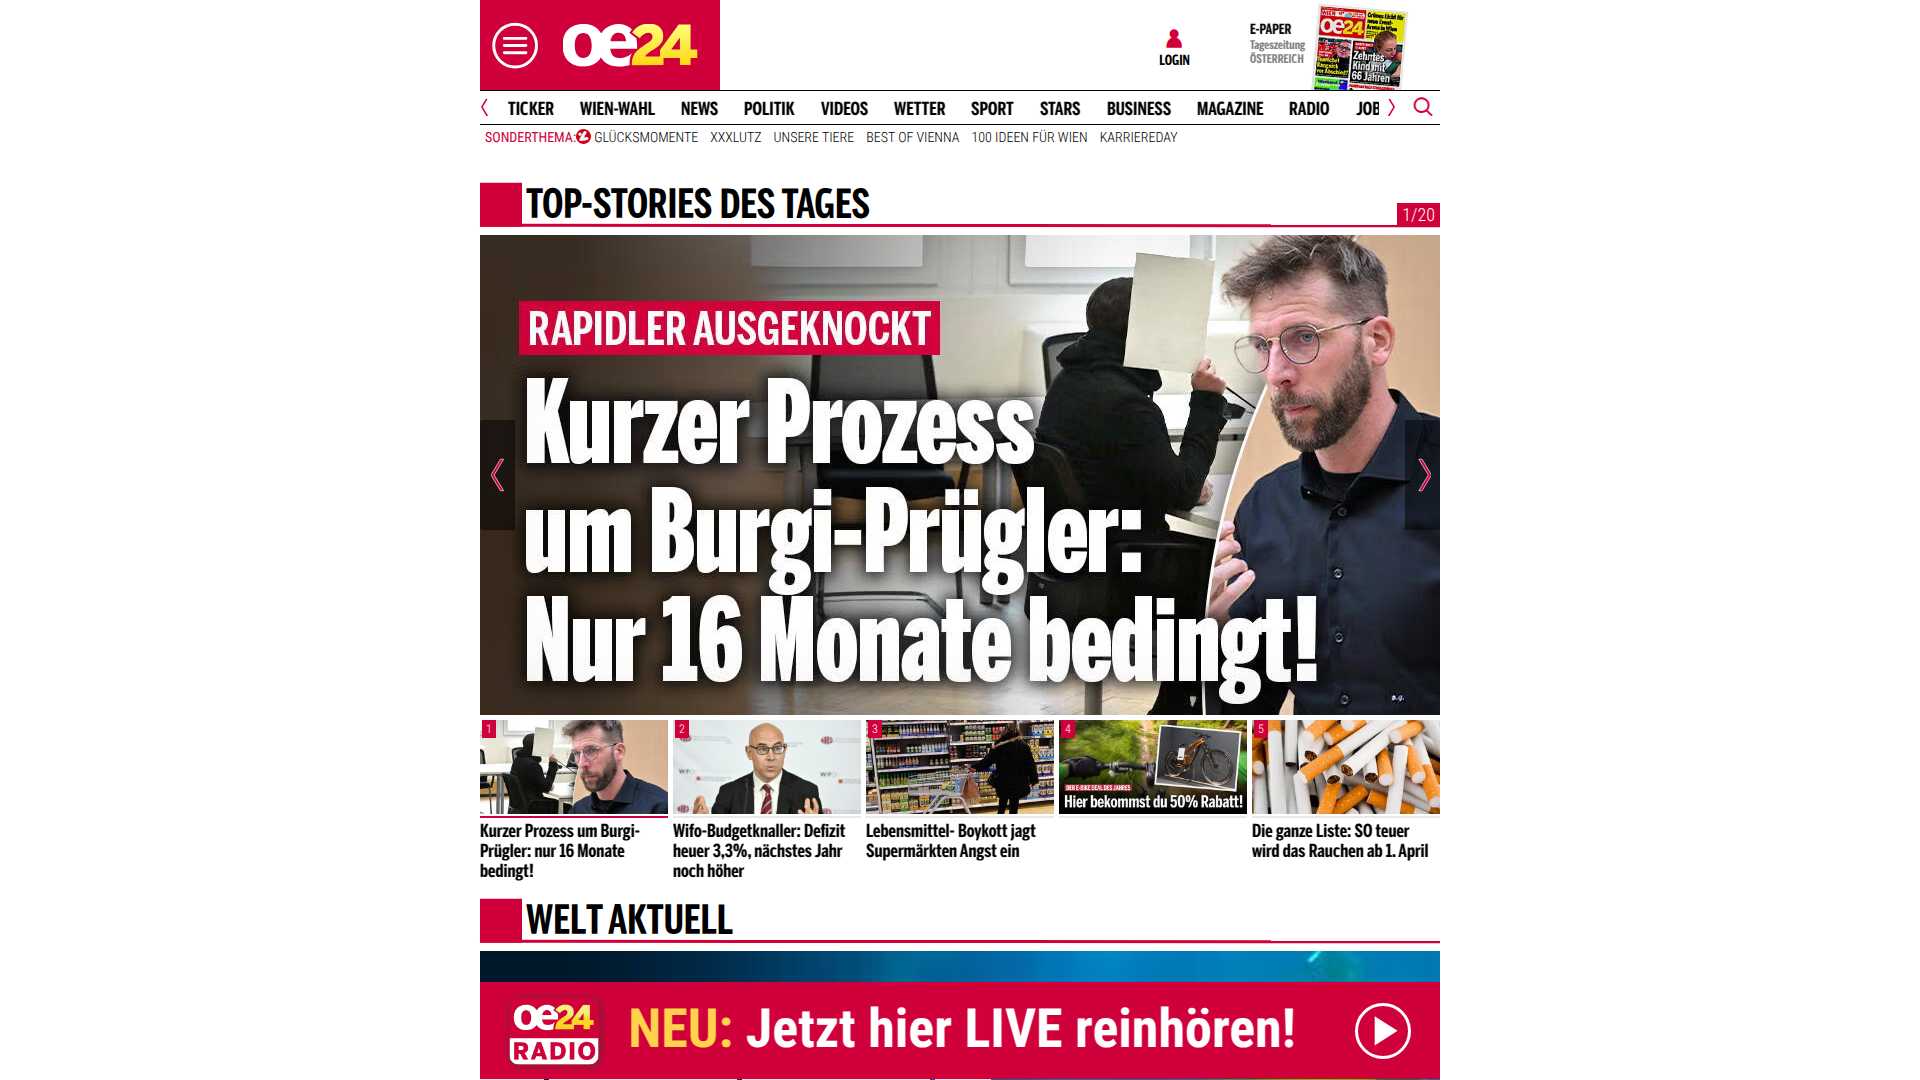 oe24
LOGIN
E-PAPER
Tageszeitung
ÖSTERREICH
oe24
Zehntes
Kind mit
66 Jahren
TICKER WIEN-WAHL NEWS POLITIK VIDEOS WETTER SPORT STARS BUSINESS MAGAZINE RADIO JOB
SONDERTHEMA: GLÜCKSMOMENTE XXXLUTZ UNSERE TIERE BEST OF VIENNA 100 IDEEN FÜR WIEN KARRIEREDAY
TOP-STORIES DES TAGES
1/20
RAPIDLER AUSGEKNOCKT
Kurzer Prozess
um Burgi-Prügler:
Nur 16 Monate bedingt!
1
2
3
4
5
DER E-BIKE DEAL DES JAHRES
Hier bekommst du 50% Rabatt!
Kurzer Prozess um Burgi-
Prügler: nur 16 Monate
bedingt!
Wifo-Budgetknaller: Defizit
heuer 3,3%, nächstes Jahr
noch höher
Lebensmittel- Boykott jagt
Supermärkten Angst ein
Die ganze Liste: SO teuer
wird das Rauchen ab 1. April
WELT AKTUELL
oe24
RADIO
NEU: Jetzt hier LIVE reinhören!